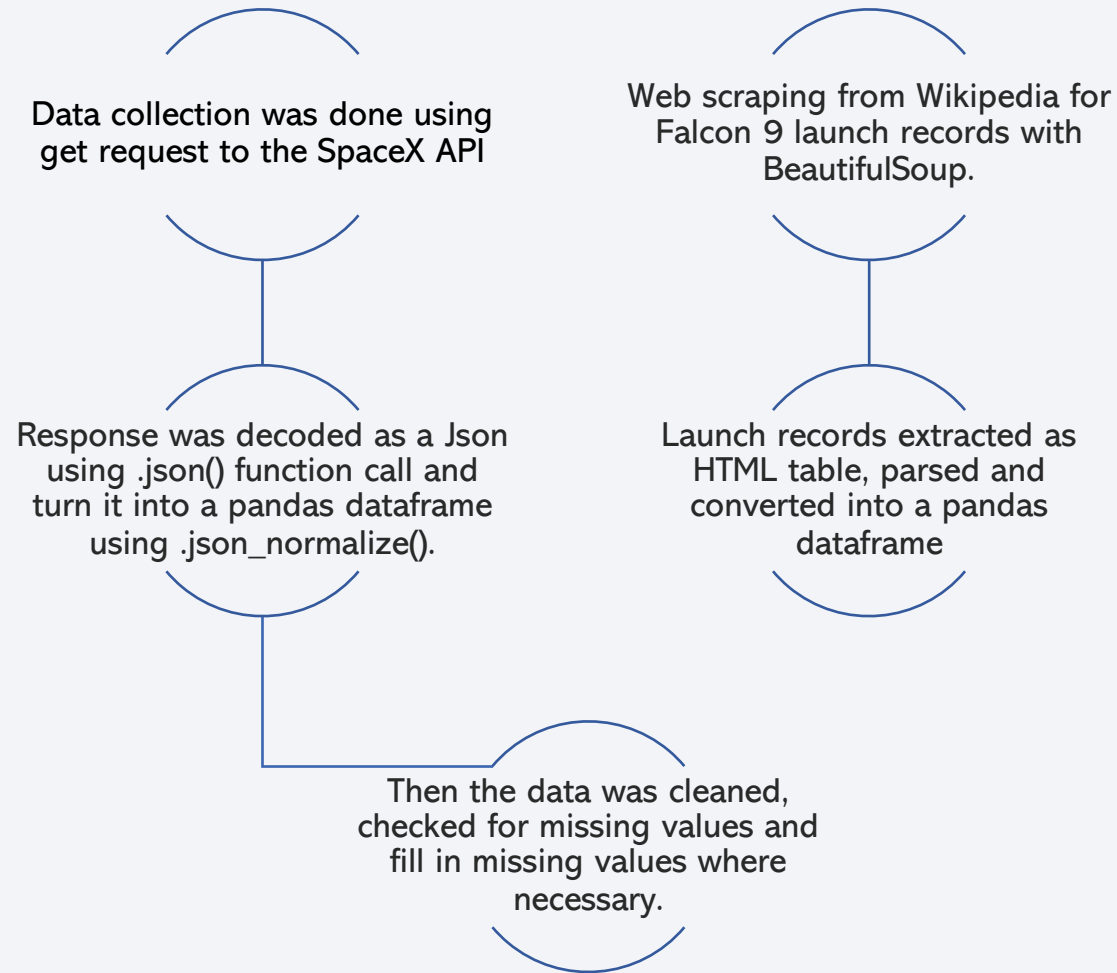 Data collection was done using
get request to the SpaceX API
Response was decoded as a Json
using .json() function call and
turn it into a pandas dataframe
using .json_normalize().
Then the data was cleaned,
checked for missing values and
fill in missing values where
necessary.
Web scraping from Wikipedia for
Falcon 9 launch records with
BeautifulSoup.
Launch records extracted as
HTML table, parsed and
converted into a pandas
dataframe